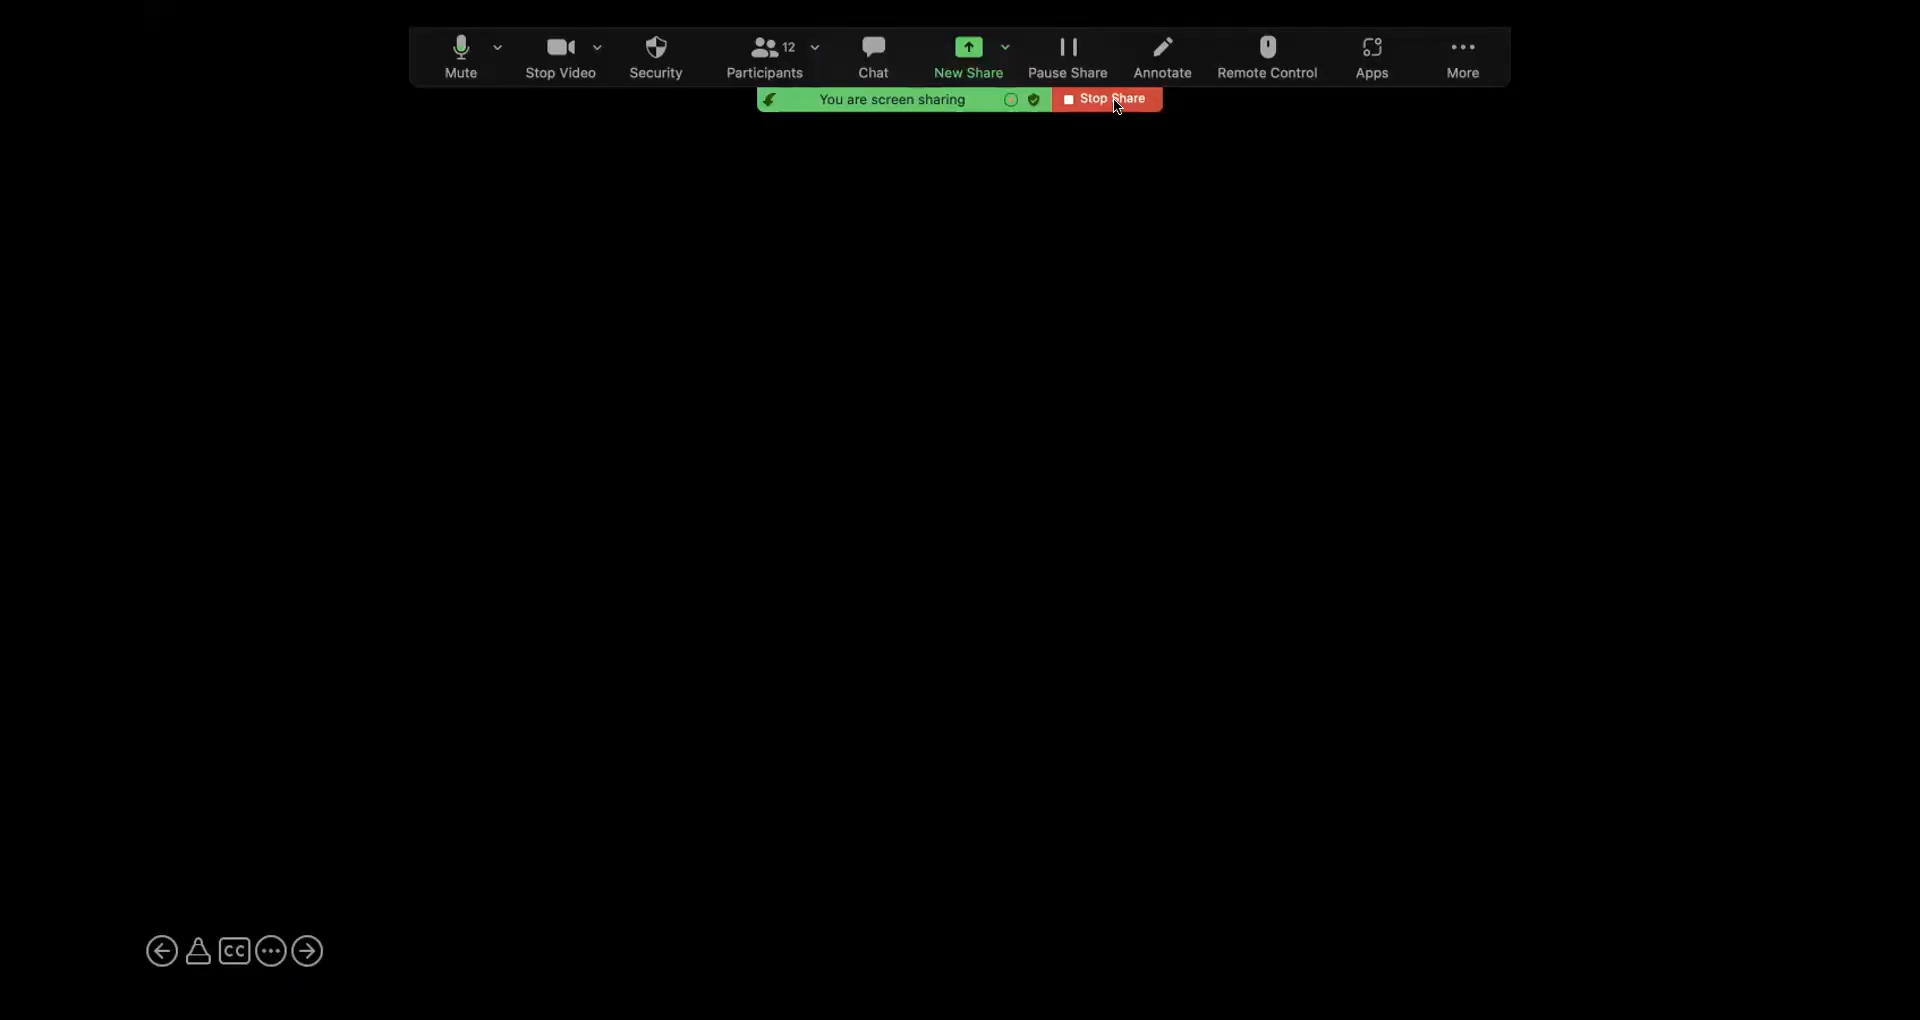 12
Mute Stop Video Security Participants Chat New Share Pause Share Annotate Remote Control Apps More
You are screen sharing Stop Share
CC